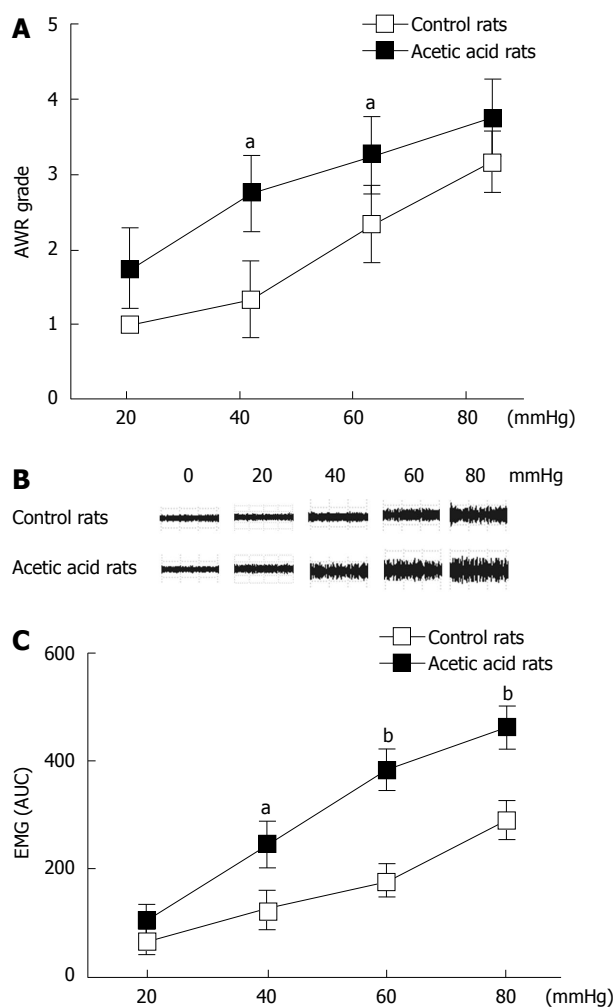 A
Control rats
Acetic acid rats
5
4
3
2
1
0
AWR grade
a
a
20 40 60 80 (mmHg)
B
0 20 40 60 80 mmHg
Control rats
Acetic acid rats
C
Control rats
Acetic acid rats
600
400
200
0
EMG (AUC)
a
b
b
20 40 60 80 (mmHg)